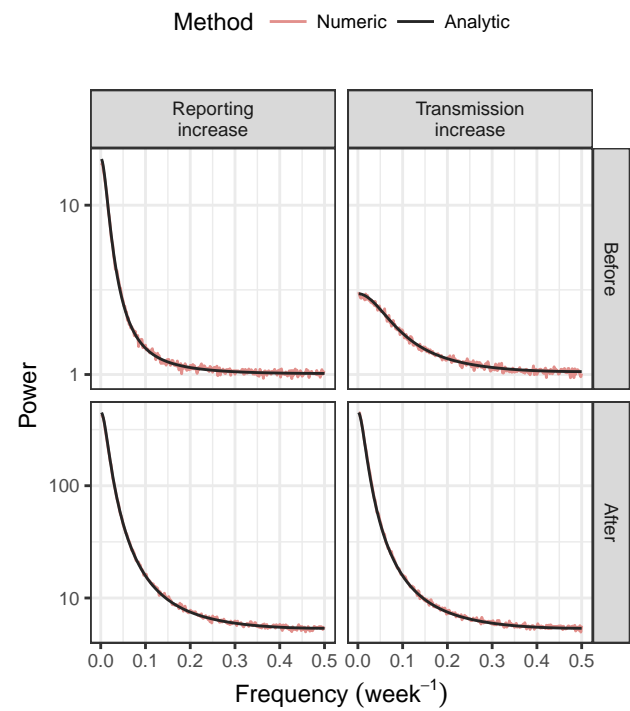 Method Numeric Analytic
Reporting
increase
Transmission
increase
10
1
Before
Power
100
10
After
0.0 0.1 0.2 0.3 0.4 0.5 0.0 0.1 0.2 0.3 0.4 0.5
Frequency (week⁻¹)